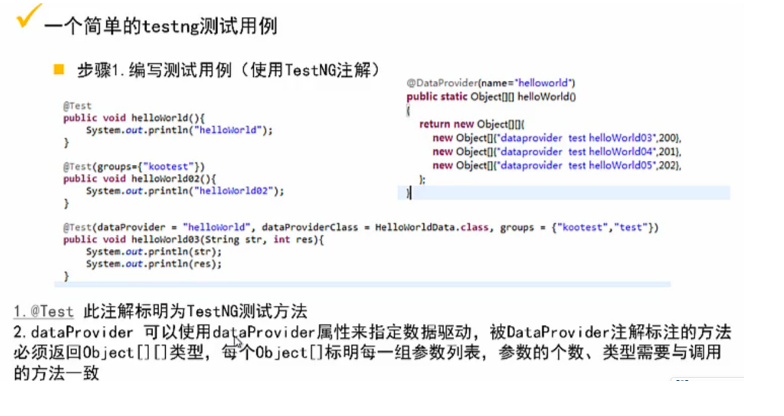 一个简单的testng测试用例
步骤1.编写测试用例（使用TestNG注解）
@Test
public void helloWorld(){
System.out.println("helloWorld");
}
@Test(groups={"kootest"})
public void helloWorld02(){
System.out.println("helloWorld02");
}
@DataProvider(name="helloworld")
public static Object[][] helloWorld()
{
return new Object[][]{
new Object[]{"dataprovider test helloWorld03",200},
new Object[]{"dataprovider test helloWorld04",201},
new Object[]{"dataprovider test helloWorld05",202},
};
}
@Test(dataProvider = "helloWorld", dataProviderClass = HelloWorldData.class, groups = {"kootest","test"})
public void helloWorld03(String str, int res){
System.out.println(str);
System.out.println(res);
}
1.@Test 此注解标明为TestNG测试方法
2.dataProvider 可以使用dataProvider属性来指定数据驱动，被DataProvider注解标注的方法
必须返回Object[][]类型，每个Object[]标明每一组参数列表，参数的个数、类型需要与调用
的方法一致